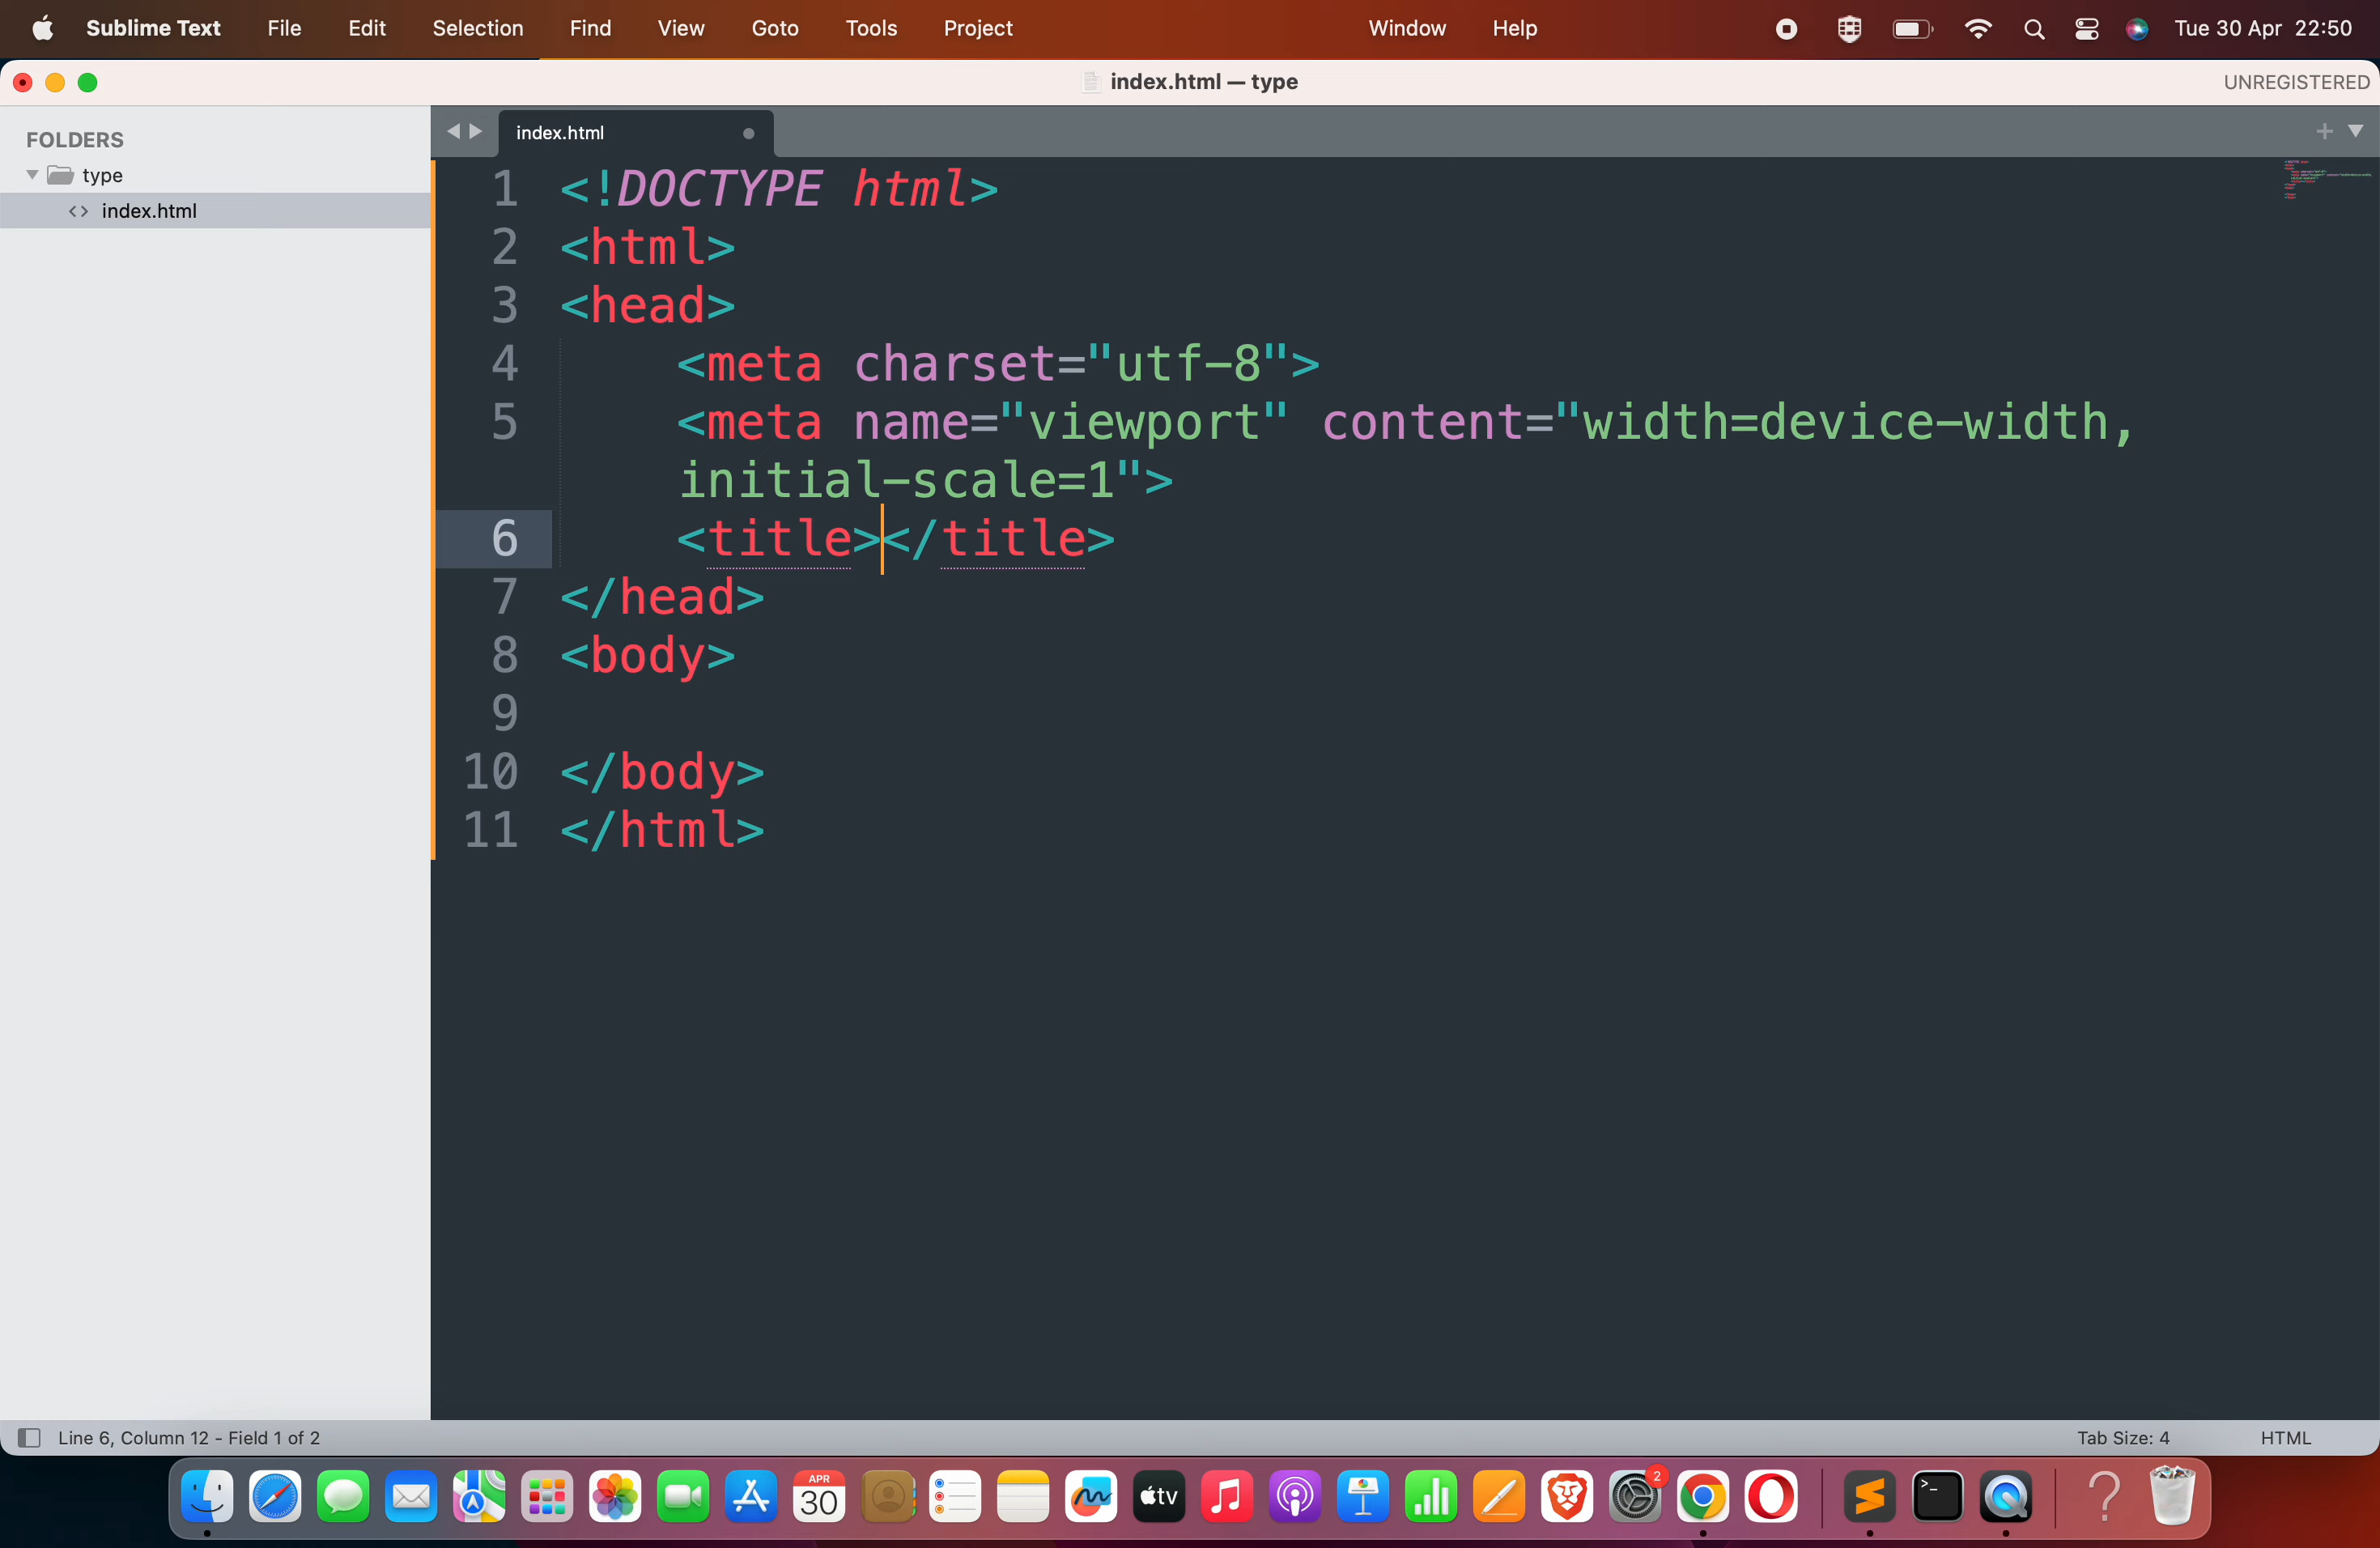 Sublime Text File Edit Selection Find View Goto Tools Project Window Help Tue 30 Apr 22:50
index.html — type UNREGISTERED
FOLDERS
type
index.html
index.html
1 <!DOCTYPE html>
2 <html>
3 <head>
4 <meta charset="utf-8">
5 <meta name="viewport" content="width=device-width,
initial-scale=1">
6 <title></title>
7 </head>
8 <body>
9
10 </body>
11 </html>
Line 6, Column 12 - Field 1 of 2 Tab Size: 4 HTML
APR
30
tv
2